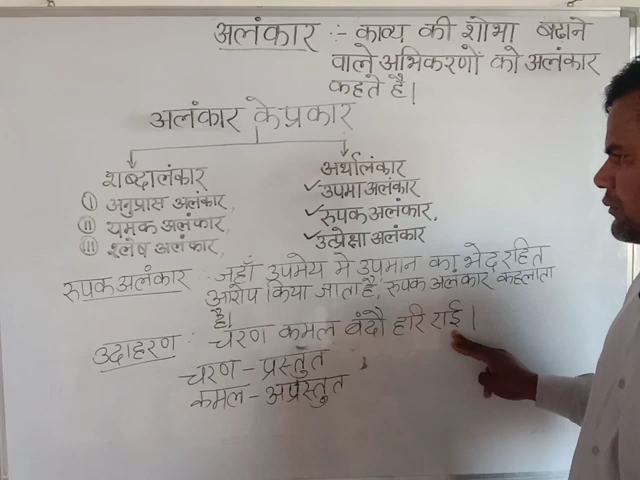 अलंकार :- काव्य की शोभा बढाने
वाले अभिकरणों को अलंकार
कहते है।
अलंकार के प्रकार
शब्दालंकार
अर्थालंकार
I अनुप्रास अलंकार,
✓उपमा अलंकार
II यमक अलंकार,
✓रुपक अलंकार,
III श्लेष अलंकार,
✓उत्प्रेक्षा अलंकार
रुपक अलंकार जहाँ उपमेय मे उपमान का भेद रहित
आरोप किया जाता है, रुपक अलंकार कहलाता
है।
उदाहरण : चरण कमल बंदौ हरि राई।
चरण - प्रस्तुत
कमल - अप्रस्तुत